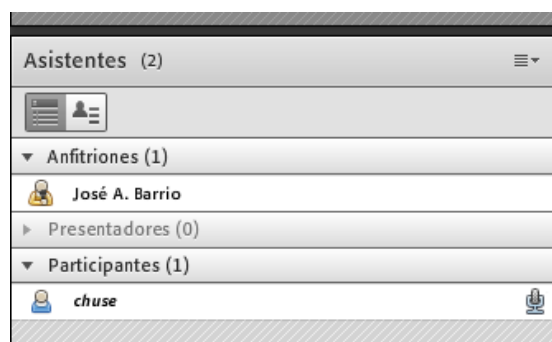 Asistentes (2)
Anfitriones (1)
José A. Barrio
Presentadores (0)
Participantes (1)
chuse